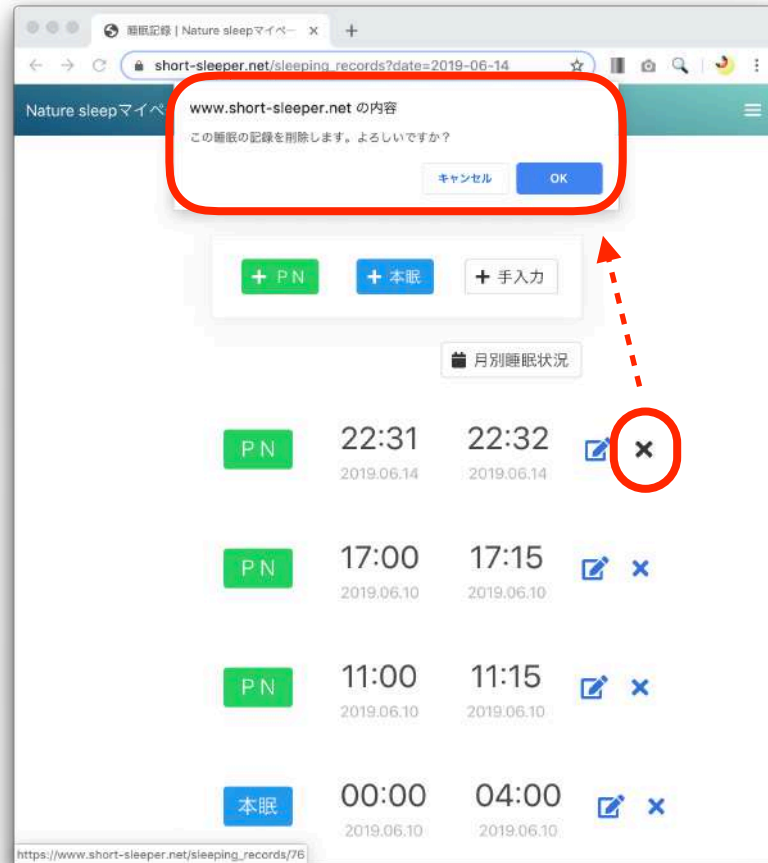 睡眠記録 | Nature sleepマイペー
short-sleeper.net/sleeping_records?date=2019-06-14
Nature sleepマイペ
www.short-sleeper.net の内容
この睡眠の記録を削除します。よろしいですか？
キャンセル OK
+ PN + 本眠 + 手入力
月別睡眠状況
PN 22:31 22:32
2019.06.14 2019.06.14
PN 17:00 17:15
2019.06.10 2019.06.10
PN 11:00 11:15
2019.06.10 2019.06.10
本眠 00:00 04:00
2019.06.10 2019.06.10
https://www.short-sleeper.net/sleeping_records/76